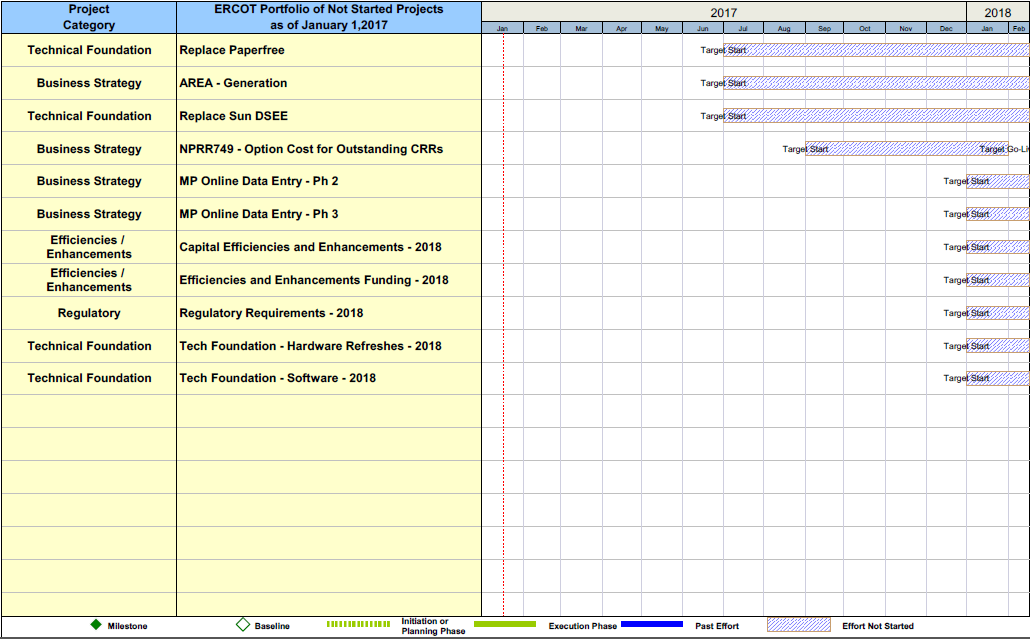 Project
Category
ERCOT Portfolio of Not Started Projects
as of January 1,2017
2017
2018
Jan Feb Mar Apr May Jun Jul Aug Sep Oct Nov Dec Jan Feb
Technical Foundation Replace Paperfree Target Start
Business Strategy AREA - Generation Target Start
Technical Foundation Replace Sun DSEE Target Start
Business Strategy NPRR749 - Option Cost for Outstanding CRRs Target Start Target Go-Li
Business Strategy MP Online Data Entry - Ph 2 Target Start
Business Strategy MP Online Data Entry - Ph 3 Target Start
Efficiencies /
Enhancements
Capital Efficiencies and Enhancements - 2018 Target Start
Efficiencies /
Enhancements
Efficiencies and Enhancements Funding - 2018 Target Start
Regulatory Regulatory Requirements - 2018 Target Start
Technical Foundation Tech Foundation - Hardware Refreshes - 2018 Target Start
Technical Foundation Tech Foundation - Software - 2018 Target Start
Milestone
Baseline
Initiation or
Planning Phase
Execution Phase
Past Effort
Effort Not Started